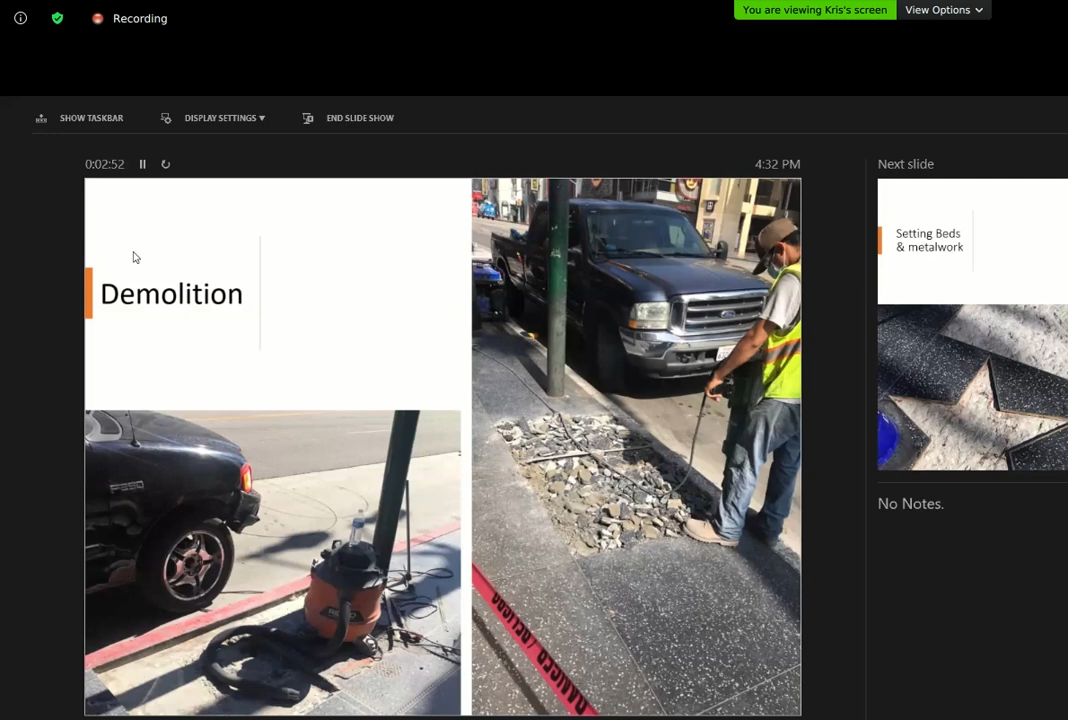 Recording
You are viewing Kris's screen
View Options
SHOW TASKBAR
DISPLAY SETTINGS
END SLIDE SHOW
0:02:52
4:32 PM
Next slide
Demolition
Setting Beds
& metalwork
No Notes.